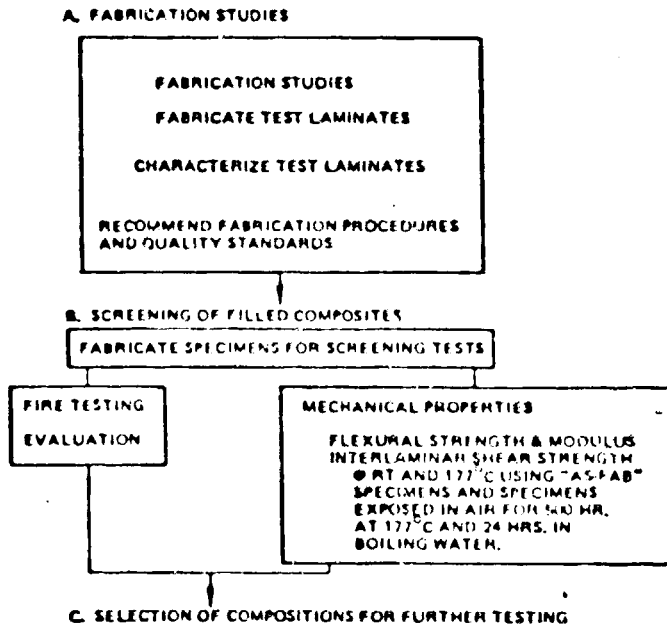 A. FABRICATION STUDIES
FABRICATION STUDIES
FABRICATE TEST LAMINATES
CHARACTERIZE TEST LAMINATES
RECOMMEND FABRICATION PROCEDURES
AND QUALITY STANDARDS
B. SCREENING OF FILLED COMPOSITES
FABRICATE SPECIMENS FOR SCREENING TESTS
FIRE TESTING
EVALUATION
MECHANICAL PROPERTIES
FLEXURAL STRENGTH & MODULUS
INTERLAMINAR SHEAR STRENGTH
@ RT AND 177°C USING "AS-FAB"
SPECIMENS AND SPECIMENS
EXPOSED IN AIR FOR 500 HR.
AT 177°C AND 24 HRS. IN
BOILING WATER.
C. SELECTION OF COMPOSITIONS FOR FURTHER TESTING